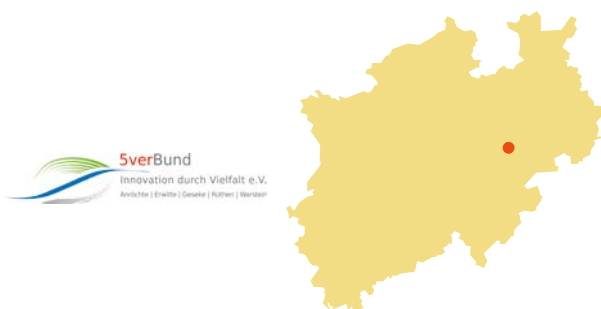 5verBund
Innovation durch Vielfalt e.V.
Anröchte | Erwitte | Geseke | Rüthen | Warstein